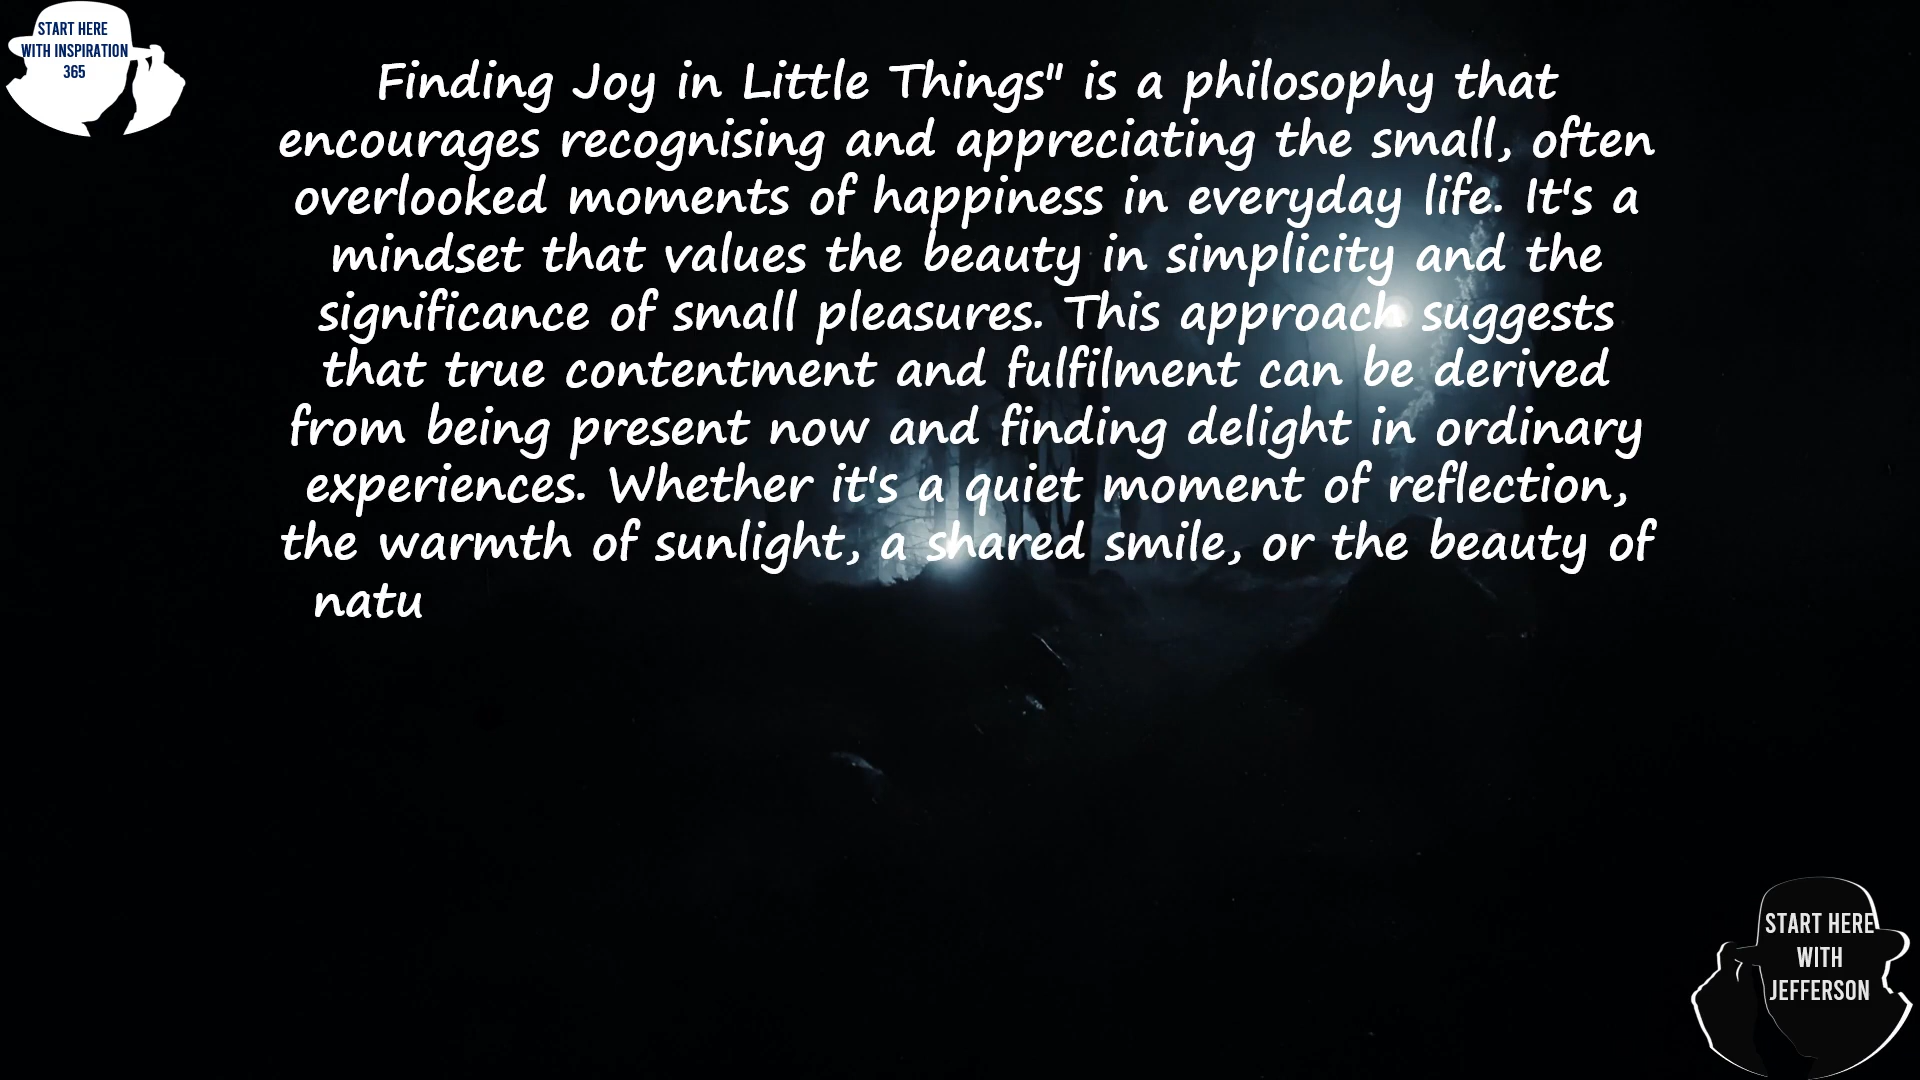 START HERE
WITH INSPIRATION
365
Finding Joy in Little Things" is a philosophy that
encourages recognising and appreciating the small, often
overlooked moments of happiness in everyday life. It's a
mindset that values the beauty in simplicity and the
significance of small pleasures. This approach suggests
that true contentment and fulfilment can be derived
from being present now and finding delight in ordinary
experiences. Whether it's a quiet moment of reflection,
the warmth of sunlight, a shared smile, or the beauty of
natu
START HERE
WITH
JEFFERSON